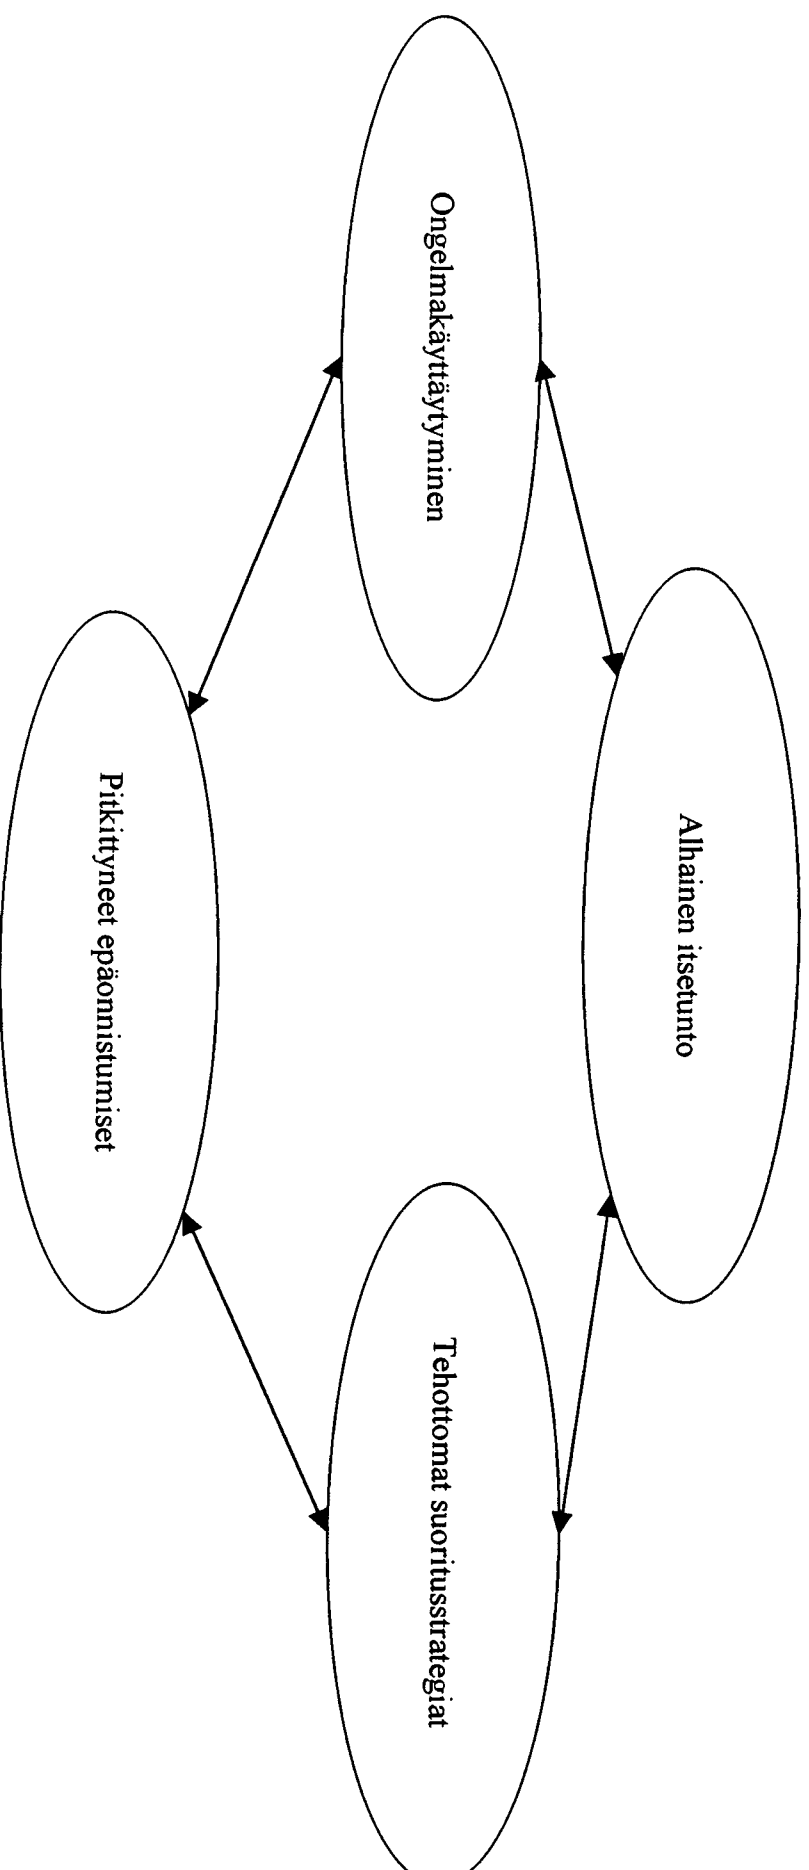 Alhainen itsetunto
Ongelmakäyttäytyminen
Tehottomat suoritusstrategiat
Pitkittyneet epäonnistumiset